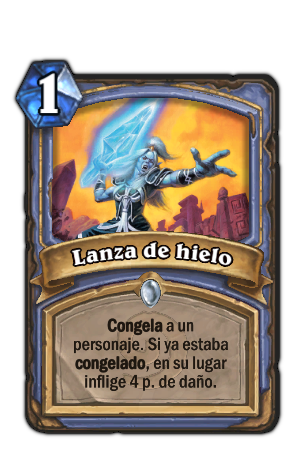 1
Lanza de hielo
Congela a un
personaje. Si ya estaba
congelado, en su lugar
inflige 4 p. de daño.